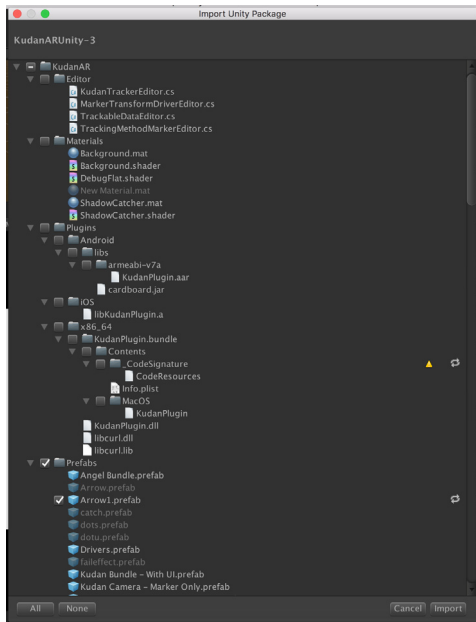 Import Unity Package
KudanARUnity-3
KudanAR
Editor
KudanTrackerEditor.cs
MarkerTransformDriverEditor.cs
TrackableDataEditor.cs
TrackingMethodMarkerEditor.cs
Materials
Background.mat
Background.shader
DebugFlat.shader
New Material.mat
ShadowCatcher.mat
ShadowCatcher.shader
Plugins
Android
libs
armeabi-v7a
KudanPlugin.aar
cardboard.jar
iOS
libKudanPlugin.a
x86_64
KudanPlugin.bundle
Contents
_CodeSignature
CodeResources
Info.plist
MacOS
KudanPlugin
KudanPlugin.dll
libcurl.dll
libcurl.lib
Prefabs
Angel Bundle.prefab
Arrow.prefab
Arrow1.prefab
catch.prefab
dots.prefab
dotu.prefab
Drivers.prefab
faileffect.prefab
Kudan Bundle - With UI.prefab
Kudan Camera - Marker Only.prefab
All None Cancel Import